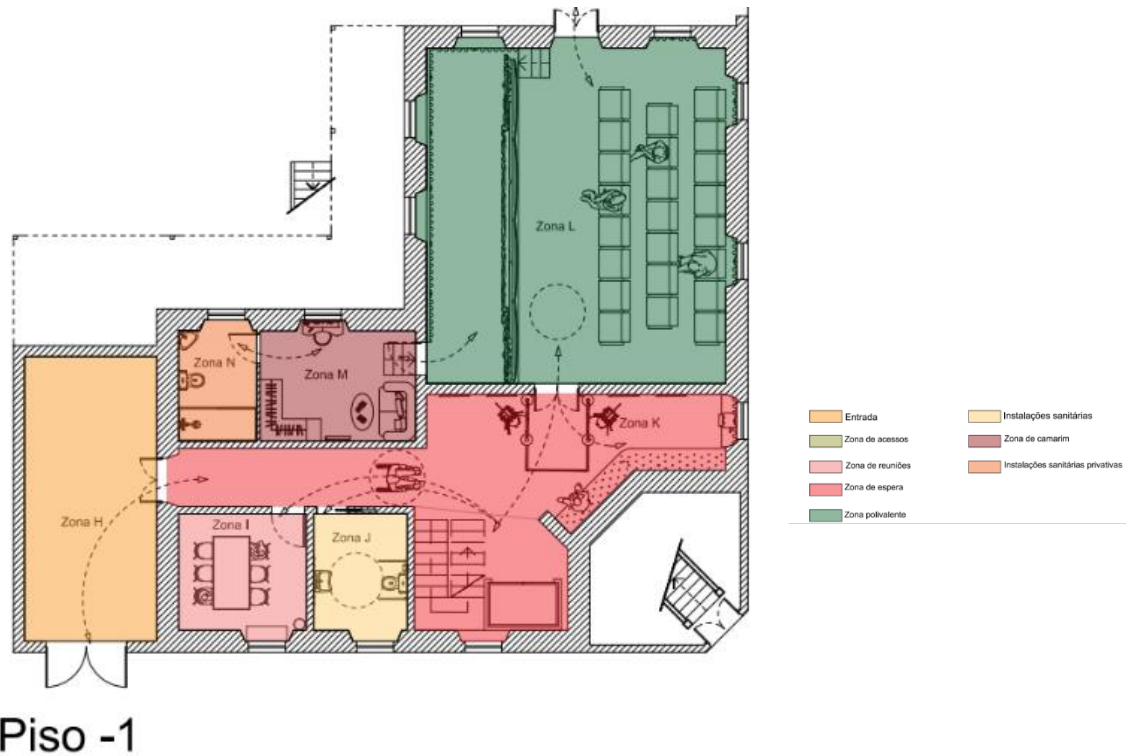 Zona L
Zona N
Zona M
Zona K
Zona H
Zona I
Zona J
Entrada
Zona de acessos
Zona de reuniões
Zona de espera
Zona polivalente
Instalações sanitárias
Zona de camarim
Instalações sanitárias privativas
Piso -1